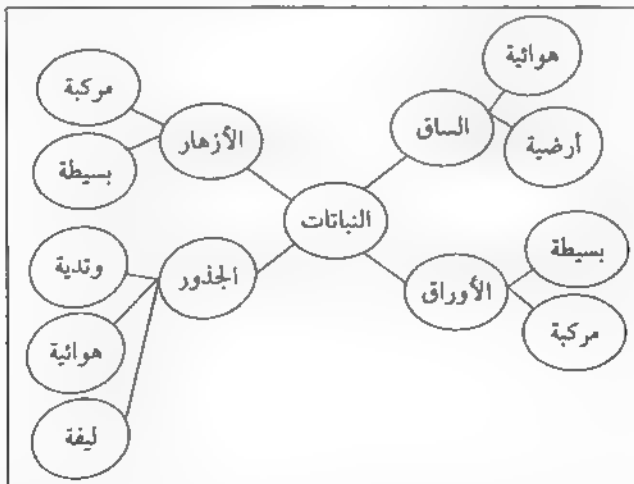 هوائية
الساق
أرضية
مركبة
الأزهار
بسيطة
النباتات
بسيطة
الأوراق
مركبة
وتدية
الجذور
هوائية
ليفة